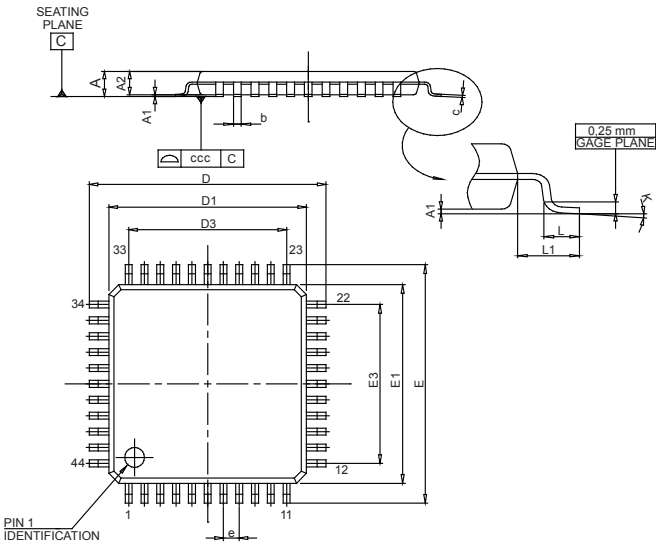 SEATING
PLANE
C
A
A2
A1
b
c
ccc C
0,25 mm
GAGE PLANE
K
A1
L
L1
D
D1
D3
33
23
34
22
E3
E1
E
44
12
PIN 1
IDENTIFICATION
1
e
11